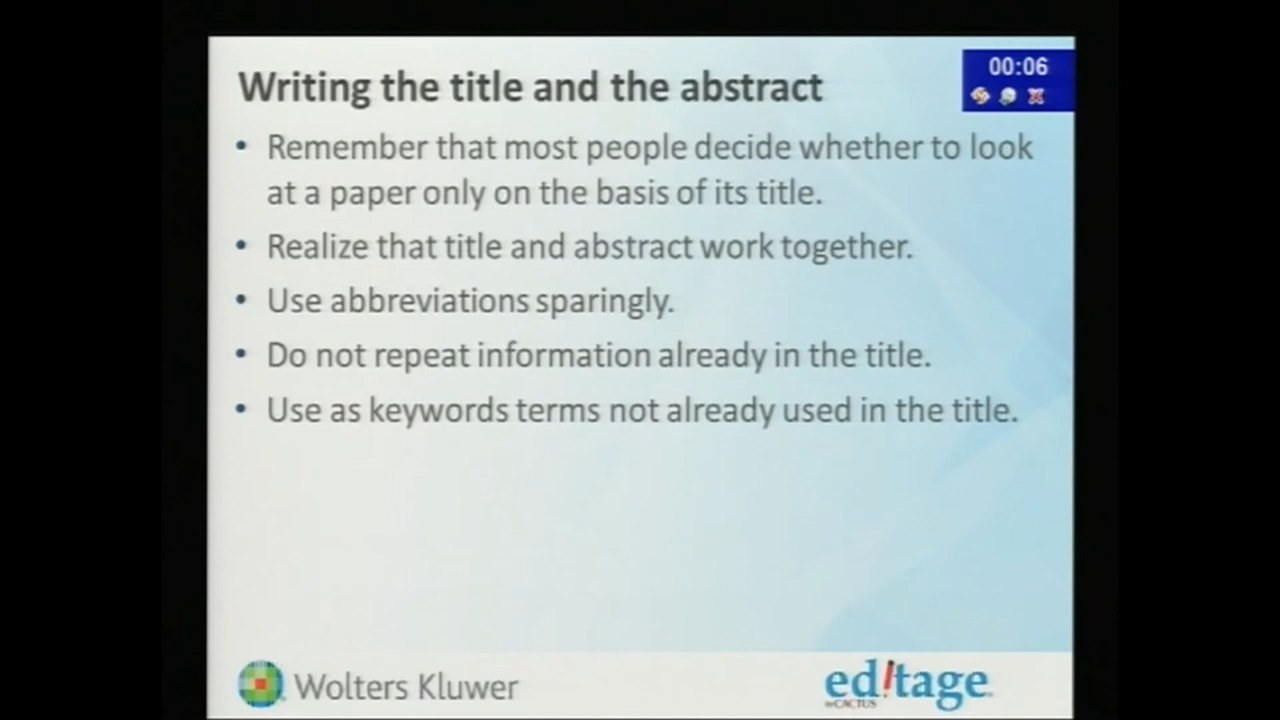 Writing the title and the abstract
00:06
• Remember that most people decide whether to look
at a paper only on the basis of its title.
• Realize that title and abstract work together.
• Use abbreviations sparingly.
• Do not repeat information already in the title.
• Use as keywords terms not already used in the title.
Wolters Kluwer
ed!tage
by CACTUS